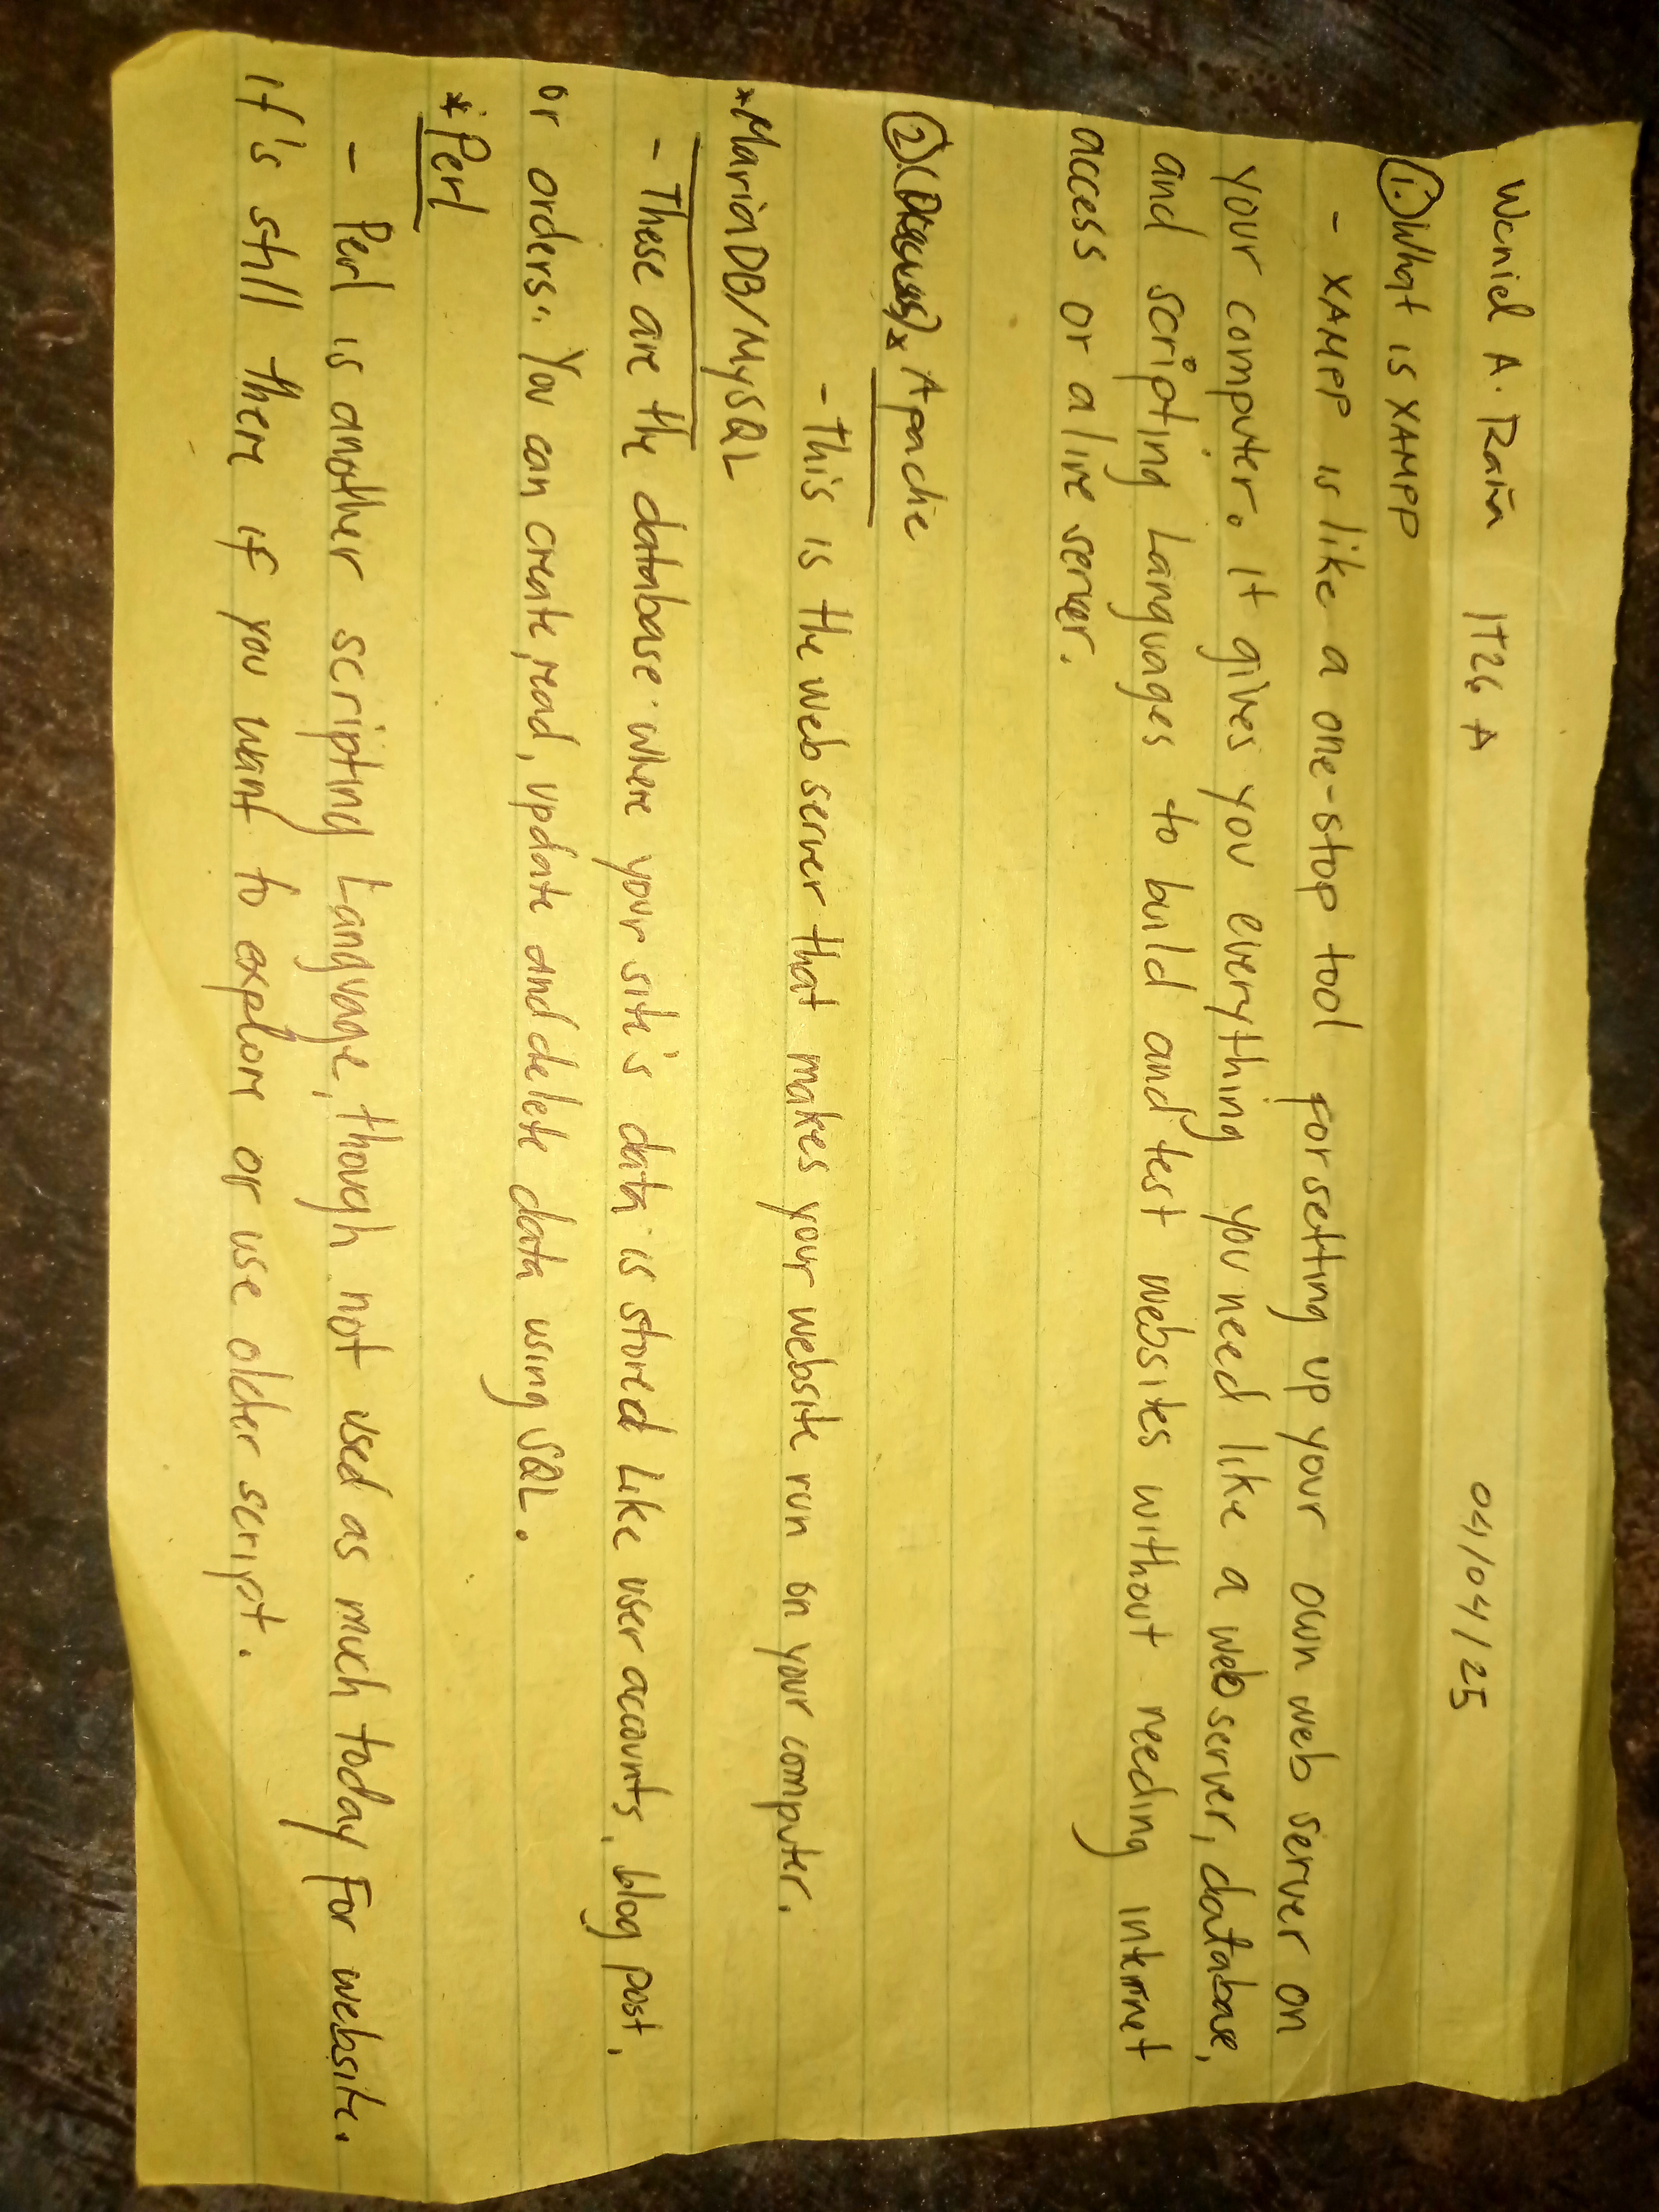 Weniel A. Raña IT26 A 04/04/25
1. What is XAMPP
- XAMPP is like a one-stop tool for setting up your own web server on
your computer. It gives you everything you need like a web server, database,
and scripting Languages to build and test websites without needing internet
access or a live server.
2. * Apache
- This is the web server that makes your website run on your computer.
* MariaDB/MySQL
- These are the database where your site's data is stored Like user accounts, blog post,
or orders. You can create, read, update and delete data using SQL.
* Perl
- Perl is another scripting Language, though not used as much today For website.
It's still there if you want to explore or use older script.